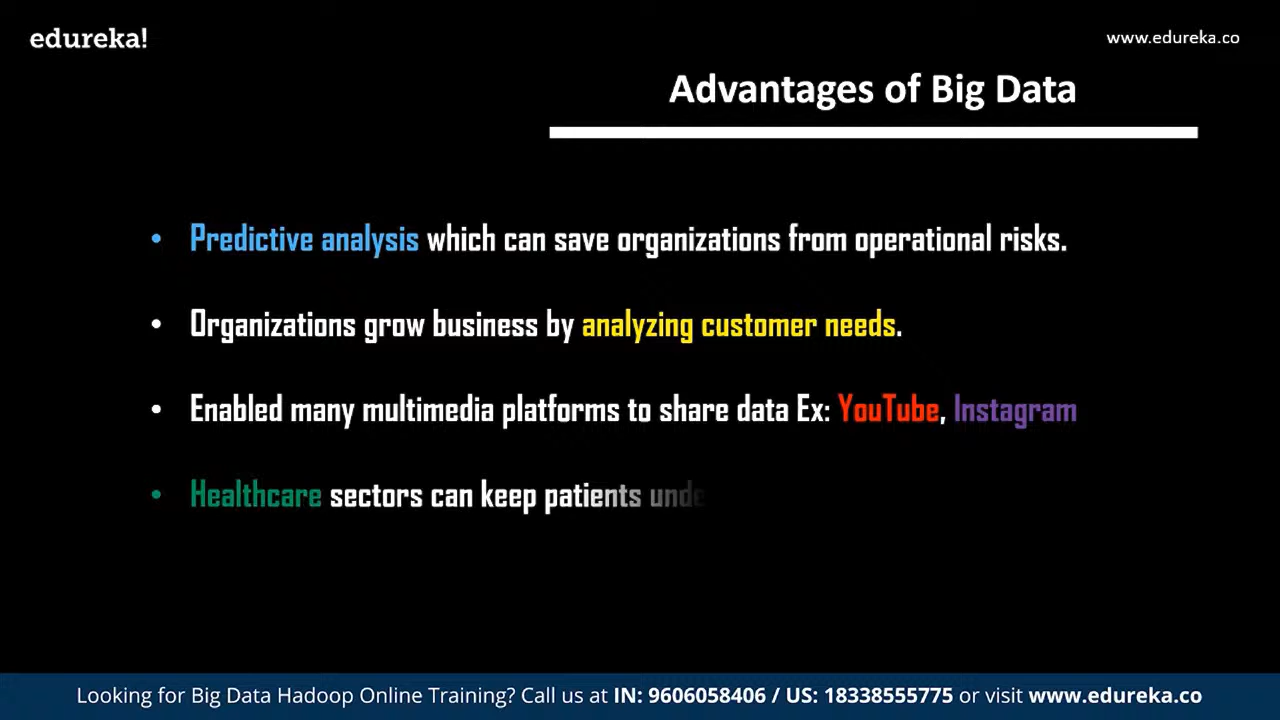 edureka!
www.edureka.co
Advantages of Big Data
• Predictive analysis which can save organizations from operational risks.
• Organizations grow business by analyzing customer needs.
• Enabled many multimedia platforms to share data Ex: YouTube, Instagram
• Healthcare sectors can keep patients
Looking for Big Data Hadoop Online Training? Call us at IN: 9606058406 / US: 18338555775 or visit www.edureka.co